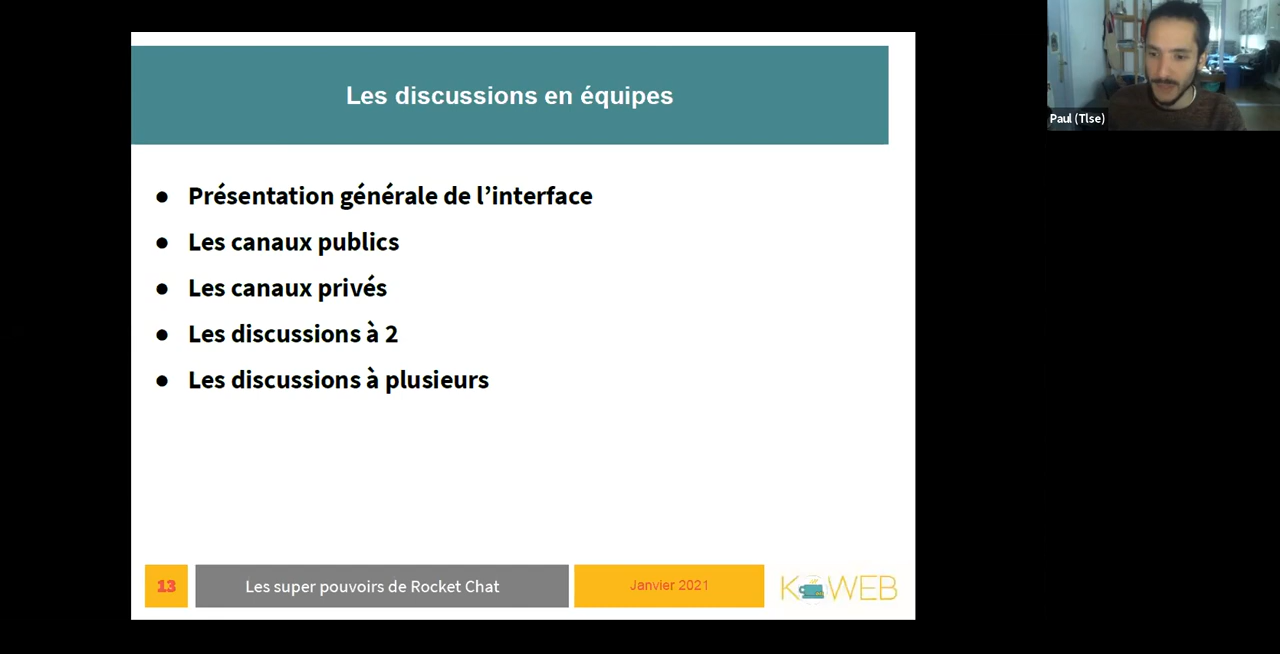 Les discussions en équipes
Paul (Tlse)
● Présentation générale de l’interface
● Les canaux publics
● Les canaux privés
● Les discussions à 2
● Les discussions à plusieurs
13
Les super pouvoirs de Rocket Chat
Janvier 2021
K WEB